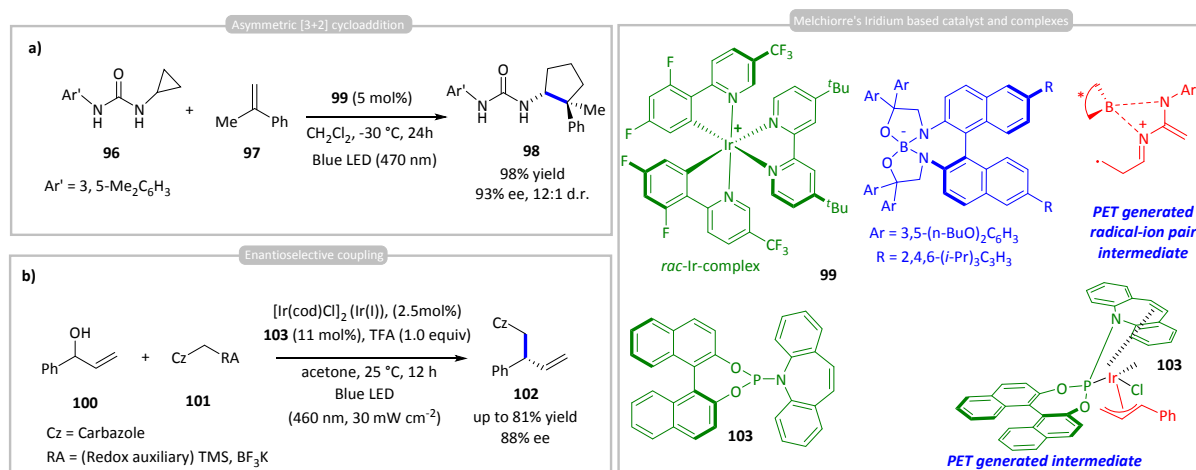 Asymmetric [3+2] cycloaddition
a)
O
Ar'
N
H
N
H
96
Ar' = 3, 5-Me2C6H3
+
Me
Ph
97
99 (5 mol%)
CH2Cl2, -30 °C, 24h
Blue LED (470 nm)
O
Ar'
N
H
N
H
Me
Ph
98
98% yield
93% ee, 12:1 d.r.
Enantioselective coupling
b)
OH
Ph
100
+
Cz
RA
101
Cz = Carbazole
RA = (Redox auxiliary) TMS, BF3K
[Ir(cod)Cl]2 (Ir(I)), (2.5mol%)
103 (11 mol%), TFA (1.0 equiv)
acetone, 25 °C, 12 h
Blue LED
(460 nm, 30 mW cm-2)
Cz
Ph
102
up to 81% yield
88% ee
Melchiorre's Iridium based catalyst and complexes
CF3
F
F
N
tBu
+
N
Ir
N
F
F
N
tBu
CF3
rac-Ir-complex
Ar
Ar
R
O
N
B
-
O
N
Ar
Ar
R
Ar = 3,5-(n-BuO)2C6H3
R = 2,4,6-(i-Pr)3C3H3
99
*
B
N
Ar
N
+
.
PET generated
radical-ion pair
intermediate
O
P
N
O
103
N
103
O
P
Ir
O
Cl
Ph
PET generated intermediate